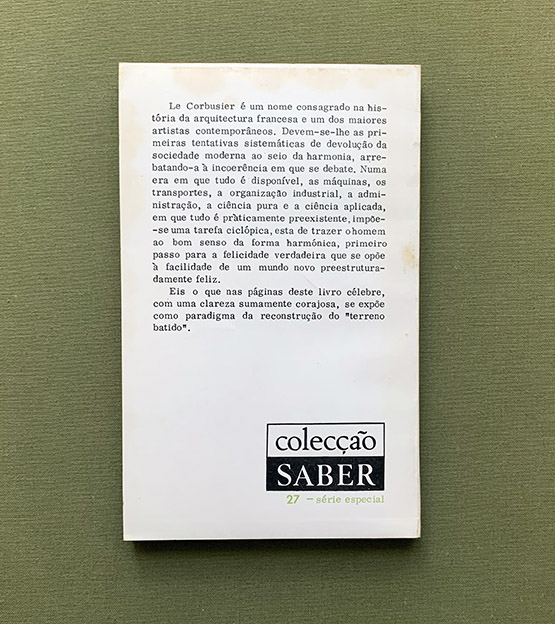 Le Corbusier é um nome consagrado na his-
tória da arquitectura francesa e um dos maiores
artistas contemporâneos. Devem-se-lhe as pri-
meiras tentativas sistemáticas de devolução da
sociedade moderna ao seio da harmonia, arre-
batando-a à incoerência em que se debate. Numa
era em que tudo é disponível, as máquinas, os
transportes, a organização industrial, a admi-
nistração, a ciência pura e a ciência aplicada,
em que tudo é pràticamente preexistente, impõe-
-se uma tarefa ciclópica, esta de trazer o homem
ao bom senso da forma harmónica, primeiro
passo para a felicidade verdadeira que se opõe
à facilidade de um mundo novo preestrutura-
damente feliz.
Eis o que nas páginas deste livro célebre,
com uma clareza sumamente corajosa, se expõe
como paradigma da reconstrução do "terreno
batido".
colecção
SABER
27 - série especial